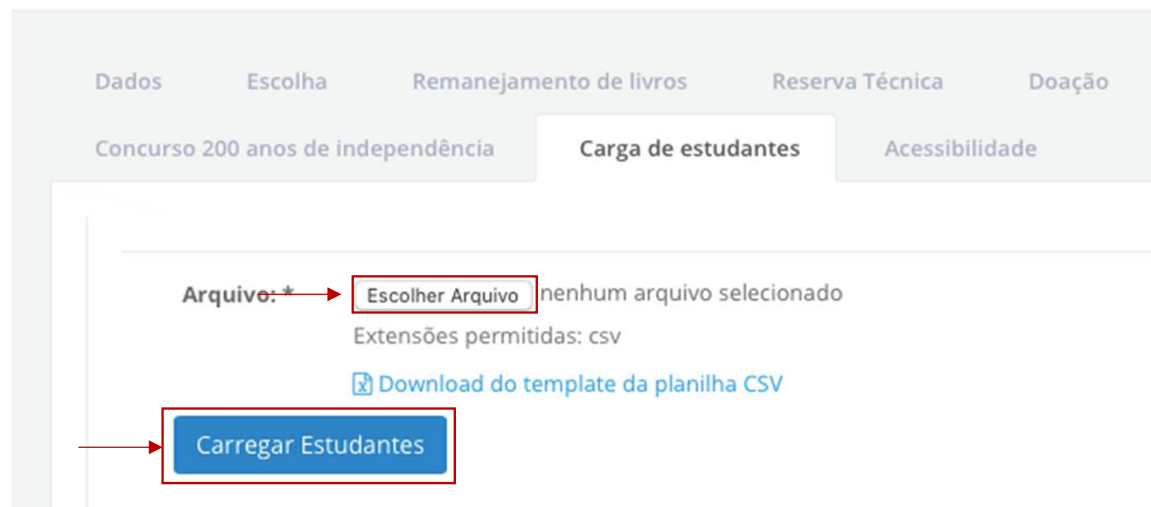 Dados Escolha Remanejamento de livros Reserva Técnica Doação
Concurso 200 anos de independência Carga de estudantes Acessibilidade
Arquivo: * Escolher Arquivo nenhum arquivo selecionado
Extensões permitidas: csv
Download do template da planilha CSV
Carregar Estudantes